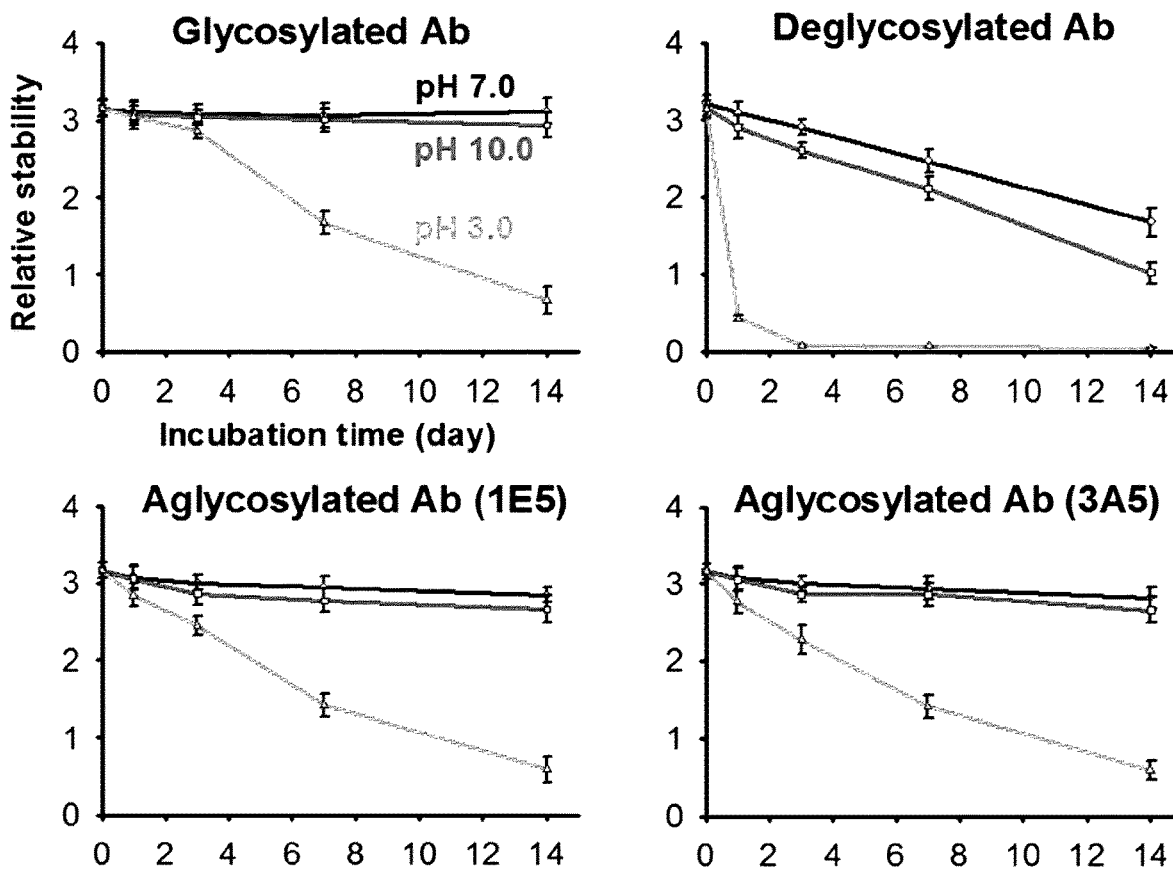 Glycosylated Ab
Deglycosylated Ab
Relative stability
4
3
2
1
0
pH 7.0
pH 10.0
pH 3.0
0 2 4 6 8 10 12 14
Incubation time (day)
4
3
2
1
0
0 2 4 6 8 10 12 14
Aglycosylated Ab (1E5)
Aglycosylated Ab (3A5)
4
3
2
1
0
0 2 4 6 8 10 12 14
4
3
2
1
0
0 2 4 6 8 10 12 14